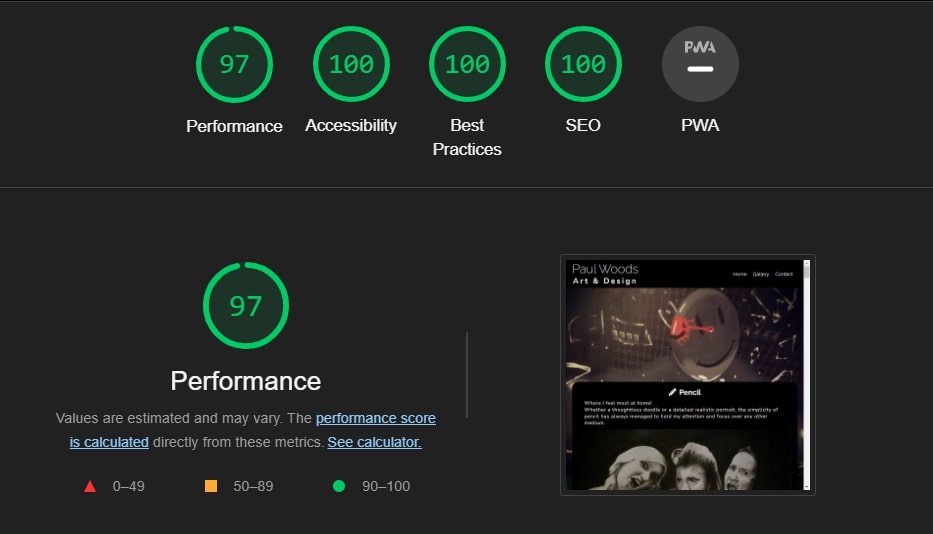 97
100
100
100
PWA
Performance
Accessibility
Best
Practices
SEO
PWA
97
Performance
Values are estimated and may vary. The performance score
is calculated directly from these metrics. See calculator.
0–49
50–89
90–100
Paul Woods
Art & Design
Home Gallery Contact
Pencil
Where I feel most at home!
Whether a thoughtless doodle or a detailed realistic portrait, the simplicity of
pencil has always managed to hold my attention and focus over any other
medium.